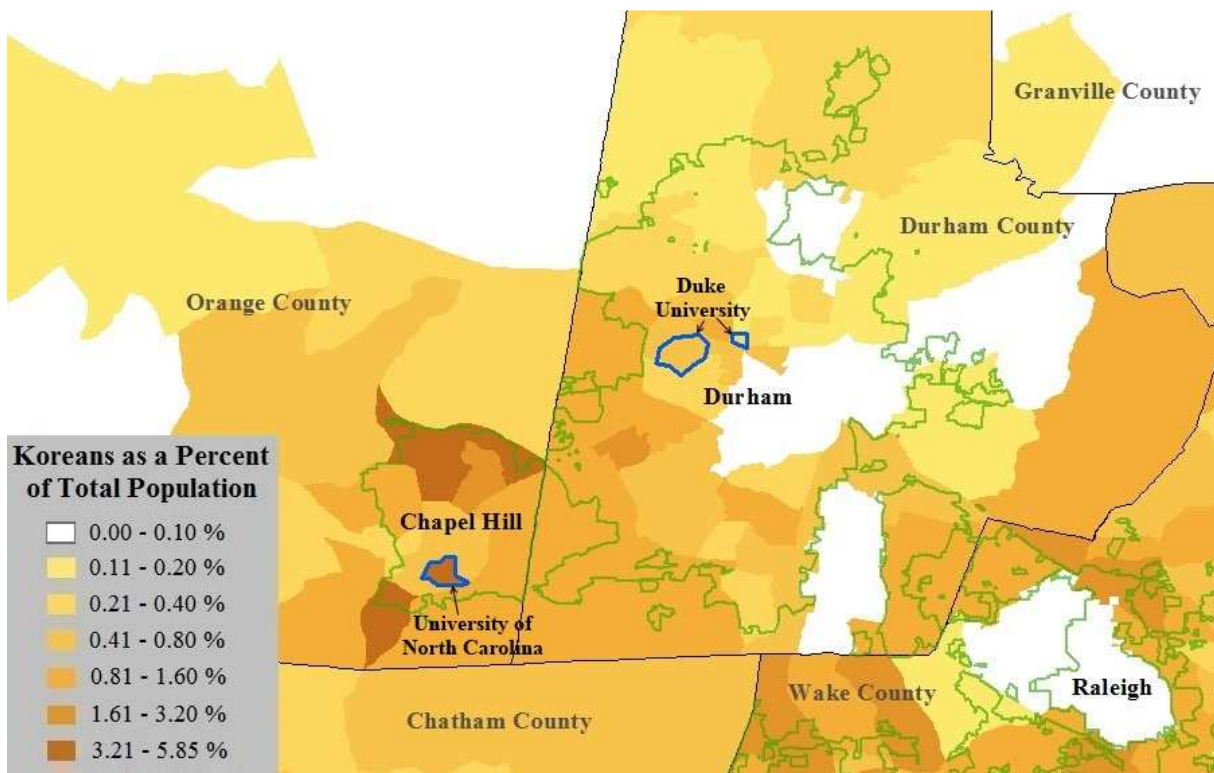 Granville County
Durham County
Duke
University
Orange County
Durham
Koreans as a Percent
of Total Population
0.00 - 0.10 %
0.11 - 0.20 %
0.21 - 0.40 %
0.41 - 0.80 %
0.81 - 1.60 %
1.61 - 3.20 %
3.21 - 5.85 %
Chapel Hill
University of
North Carolina
Chatham County
Wake County
Raleigh